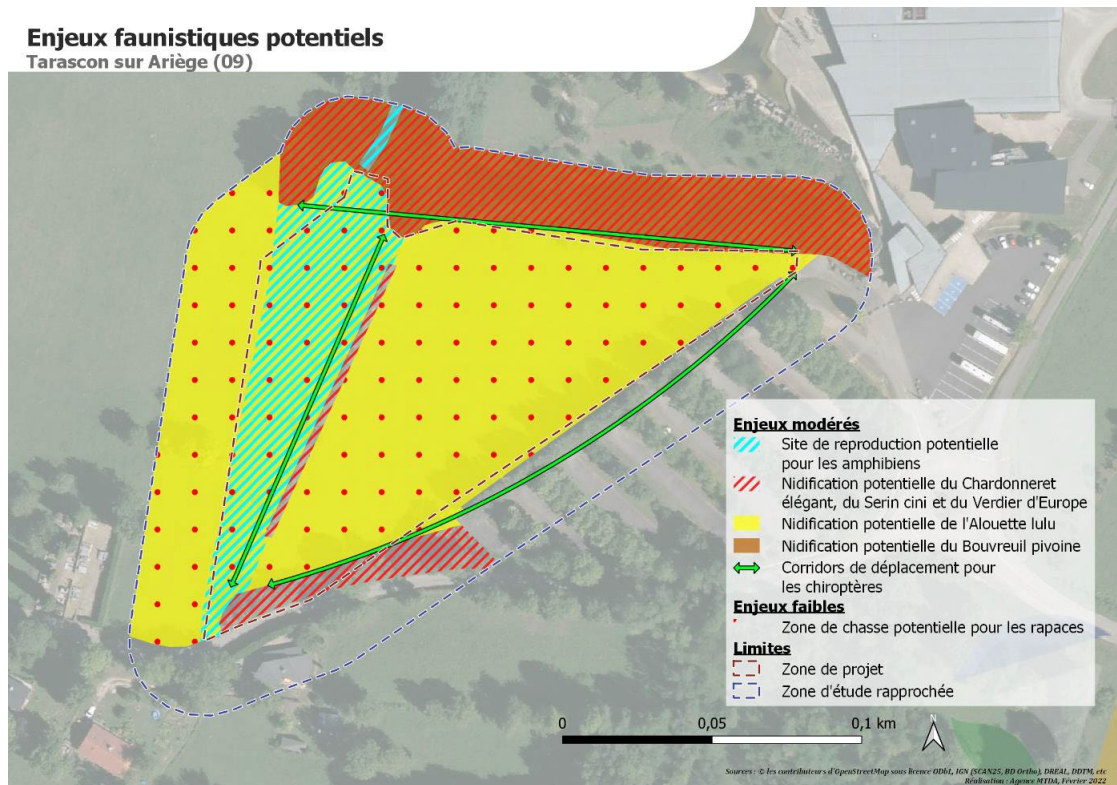 Enjeux faunistiques potentiels
Tarascon sur Ariège (09)
Enjeux modérés
Site de reproduction potentielle
pour les amphibiens
Nidification potentielle du Chardonneret
élégant, du Serin cini et du Verdier d'Europe
Nidification potentielle de l'Alouette lulu
Nidification potentielle du Bouvreuil pivoine
Corridors de déplacement pour
les chiroptères
Enjeux faibles
Zone de chasse potentielle pour les rapaces
Limites
Zone de projet
Zone d'étude rapprochée
0 0,05 0,1 km
N
Sources : © les contributeurs d'OpenStreetMap sous licence ODbl, IGN (SCAN25, BD Ortho), DREAL, DDTM, etc
Réalisation : Agence MTDA, Février 2022